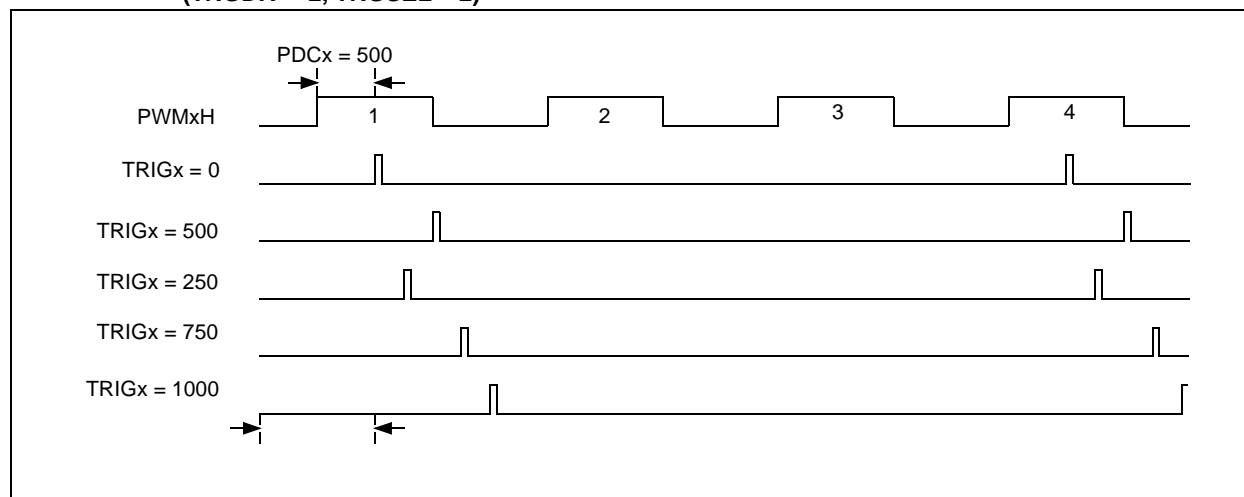 PDCx = 500
PWMxH
1
2
3
4
TRIGx = 0
TRIGx = 500
TRIGx = 250
TRIGx = 750
TRIGx = 1000